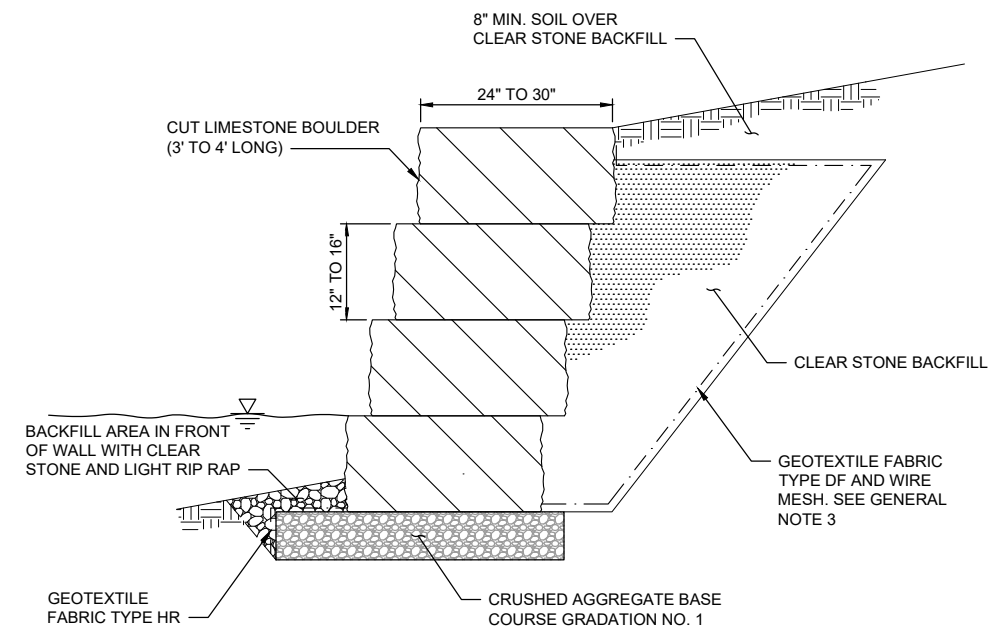 8" MIN. SOIL OVER
CLEAR STONE BACKFILL
24" TO 30"
CUT LIMESTONE BOULDER
(3' TO 4' LONG)
12" TO 16"
CLEAR STONE BACKFILL
BACKFILL AREA IN FRONT
OF WALL WITH CLEAR
STONE AND LIGHT RIP RAP
GEOTEXTILE FABRIC
TYPE DF AND WIRE
MESH. SEE GENERAL
NOTE 3
GEOTEXTILE
FABRIC TYPE HR
CRUSHED AGGREGATE BASE
COURSE GRADATION NO. 1